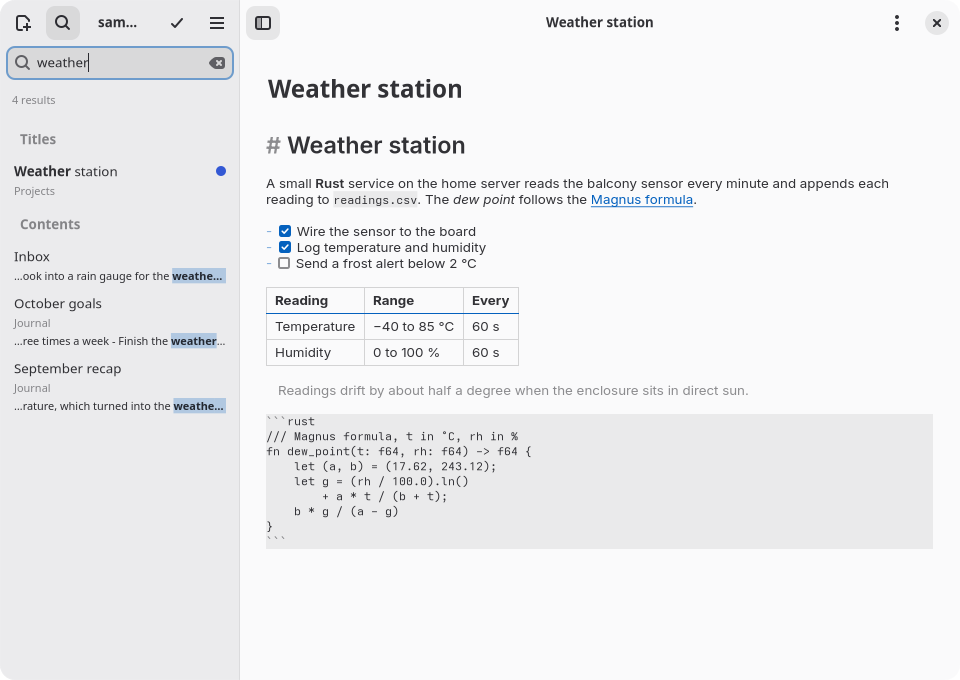 sam...
Weather station
weather
4 results
Titles
Weather station
Projects
Contents
Inbox
...ook into a rain gauge for the weathe...
October goals
Journal
...ree times a week - Finish the weather...
September recap
Journal
...rature, which turned into the weathe...
Weather station
# Weather station
A small Rust service on the home server reads the balcony sensor every minute and appends each
reading to readings.csv. The dew point follows the Magnus formula.
- Wire the sensor to the board
- Log temperature and humidity
- Send a frost alert below 2 °C
Reading Range Every
Temperature −40 to 85 °C 60 s
Humidity 0 to 100 % 60 s
Readings drift by about half a degree when the enclosure sits in direct sun.
```rust
/// Magnus formula, t in °C, rh in %
fn dew_point(t: f64, rh: f64) -> f64 {
    let (a, b) = (17.62, 243.12);
    let g = (rh / 100.0).ln()
        + a * t / (b + t);
    b * g / (a - g)
}
```